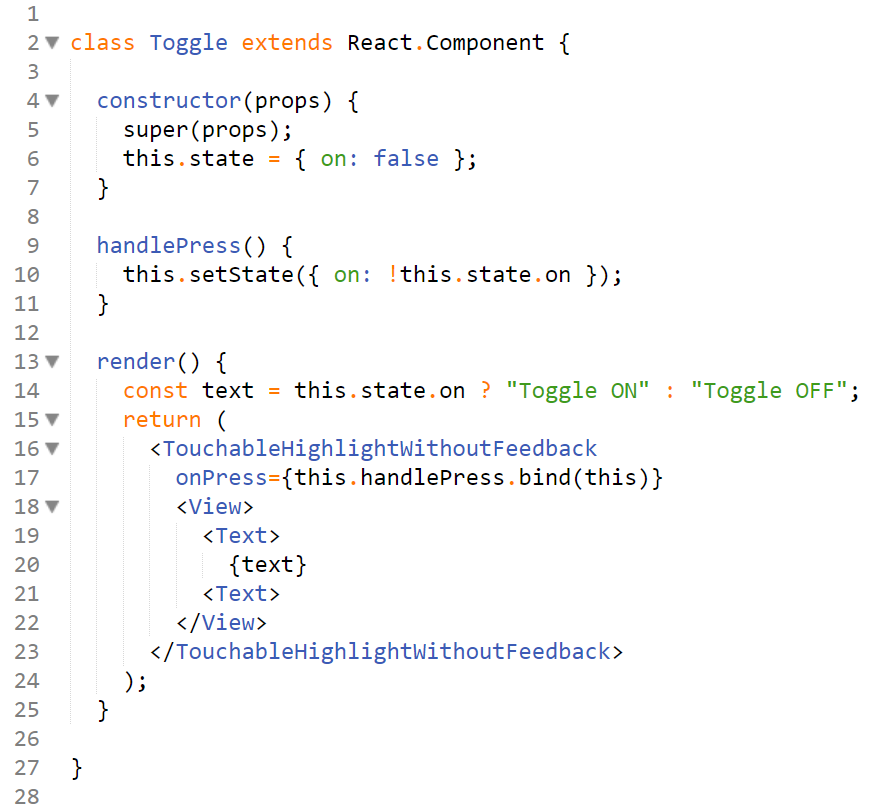 1
2 class Toggle extends React.Component {
3
4   constructor(props) {
5     super(props);
6     this.state = { on: false };
7   }
8
9   handlePress() {
10     this.setState({ on: !this.state.on });
11   }
12
13   render() {
14     const text = this.state.on ? "Toggle ON" : "Toggle OFF";
15     return (
16       <TouchableHighlightWithoutFeedback
17         onPress={this.handlePress.bind(this)}
18         <View>
19           <Text>
20             {text}
21           <Text>
22         </View>
23       </TouchableHighlightWithoutFeedback>
24     );
25   }
26
27 }
28